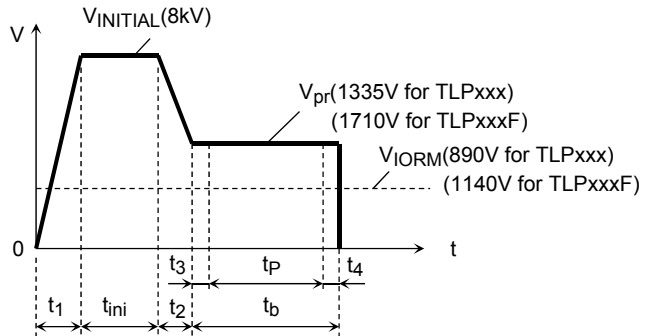 VINITIAL(8kV)
V
Vpr(1335V for TLPxxx)
(1710V for TLPxxxF)
VIORM(890V for TLPxxx)
(1140V for TLPxxxF)
0
t
t3
tP
t4
t1
tini
t2
tb